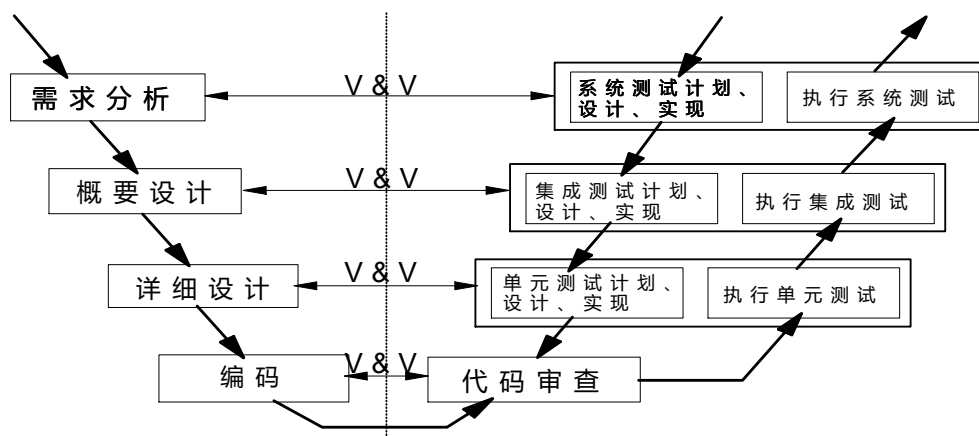 V & V
需求分析
系统测试计划、
设计、实现
执行系统测试
V & V
概要设计
集成测试计划、
设计、实现
执行集成测试
V & V
详细设计
单元测试计划、
设计、实现
执行单元测试
V & V
编码
代码审查